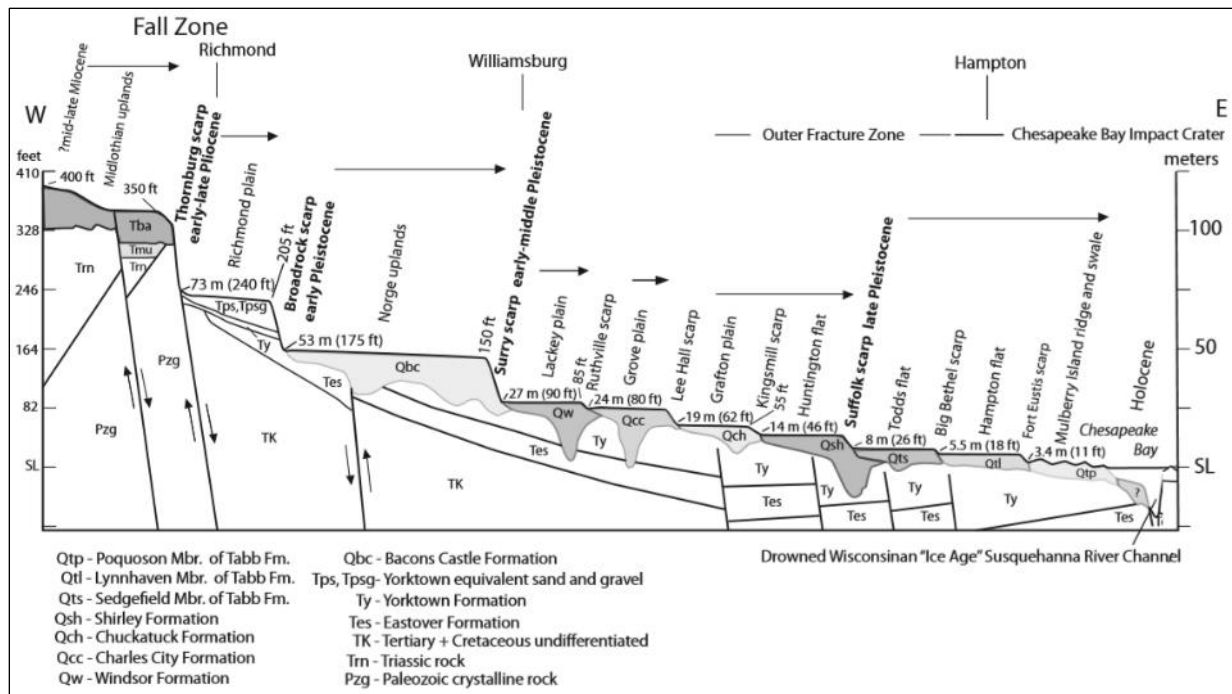 Fall Zone
Richmond
Williamsburg
Hampton
W
E
Outer Fracture Zone
Chesapeake Bay Impact Crater
feet
meters
410
328
246
164
82
SL
100
50
SL
?mid-late Miocene
Midlothian uplands
Thornburg scarp
early-late Pliocene
Richmond plain
205 ft
Broadrock scarp
early Pleistocene
Norge uplands
150 ft
Surry scarp early-middle Pleistocene
Lackey plain
85 ft
Ruthville scarp
Grove plain
Lee Hall scarp
Grafton plain
Kingsmill scarp
55 ft
Huntington flat
Suffolk scarp late Pleistocene
Todds flat
Big Bethel scarp
Hampton flat
Fort Eustis scarp
Mulberry Island ridge and swale
Holocene
Chesapeake
Bay
400 ft
350 ft
73 m (240 ft)
53 m (175 ft)
27 m (90 ft)
24 m (80 ft)
19 m (62 ft)
14 m (46 ft)
8 m (26 ft)
5.5 m (18 ft)
3.4 m (11 ft)
Tba
Tmu
Trn
Trn
Pzg
Pzg
Tps, Tpsg
Ty
Tes
TK
Qbc
Qw
Tes
TK
Ty
Qcc
Qch
Ty
Tes
Qsh
Ty
Tes
Qts
Ty
Tes
Qtl
Ty
Qtp
Tes
?
Drowned Wisconsinan "Ice Age" Susquehanna River Channel
Qtp - Poquoson Mbr. of Tabb Fm.
Qtl - Lynnhaven Mbr. of Tabb Fm.
Qts - Sedgefield Mbr. of Tabb Fm.
Qsh - Shirley Formation
Qch - Chuckatuck Formation
Qcc - Charles City Formation
Qw - Windsor Formation
Qbc - Bacons Castle Formation
Tps, Tpsg - Yorktown equivalent sand and gravel
Ty - Yorktown Formation
Tes - Eastover Formation
TK - Tertiary + Cretaceous undifferentiated
Trn - Triassic rock
Pzg - Paleozoic crystalline rock